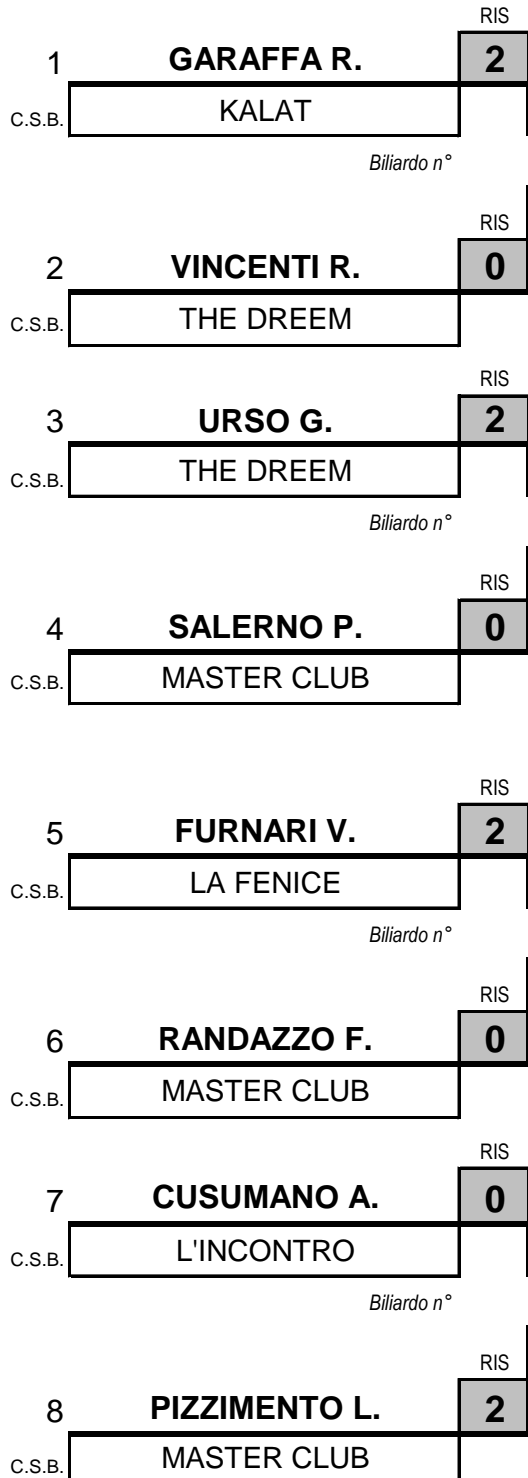 RIS
1 GARAFFA R. 2
C.S.B. KALAT
Biliardo n°
RIS
2 VINCENTI R. 0
C.S.B. THE DREEM
RIS
3 URSO G. 2
C.S.B. THE DREEM
Biliardo n°
RIS
4 SALERNO P. 0
C.S.B. MASTER CLUB
RIS
5 FURNARI V. 2
C.S.B. LA FENICE
Biliardo n°
RIS
6 RANDAZZO F. 0
C.S.B. MASTER CLUB
RIS
7 CUSUMANO A. 0
C.S.B. L'INCONTRO
Biliardo n°
RIS
8 PIZZIMENTO L. 2
C.S.B. MASTER CLUB